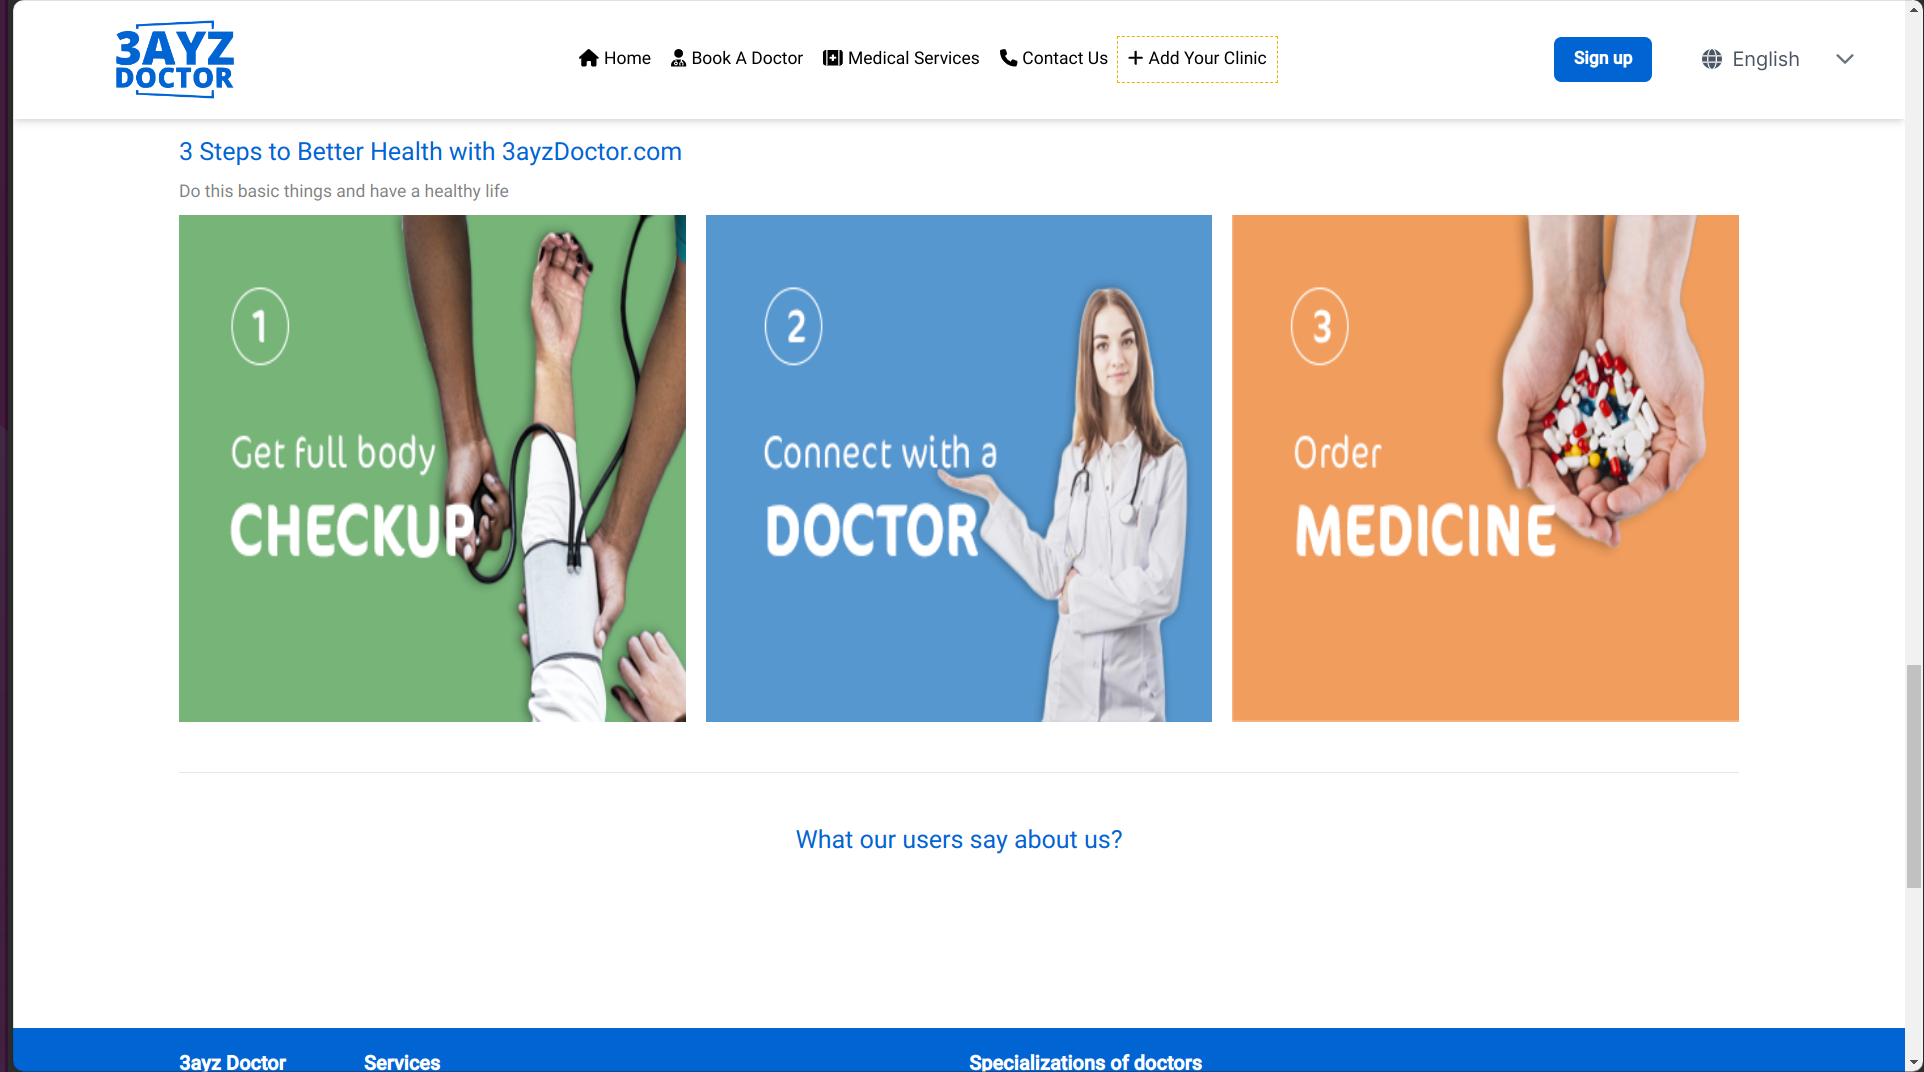 3AYZ
DOCTOR
Home
Book A Doctor
Medical Services
Contact Us
Add Your Clinic
Sign up
English
3 Steps to Better Health with 3ayzDoctor.com
Do this basic things and have a healthy life
1
Get full body
CHECKUP
2
Connect with a
DOCTOR
3
Order
MEDICINE
What our users say about us?
3ayz Doctor
Services
Specializations of doctors